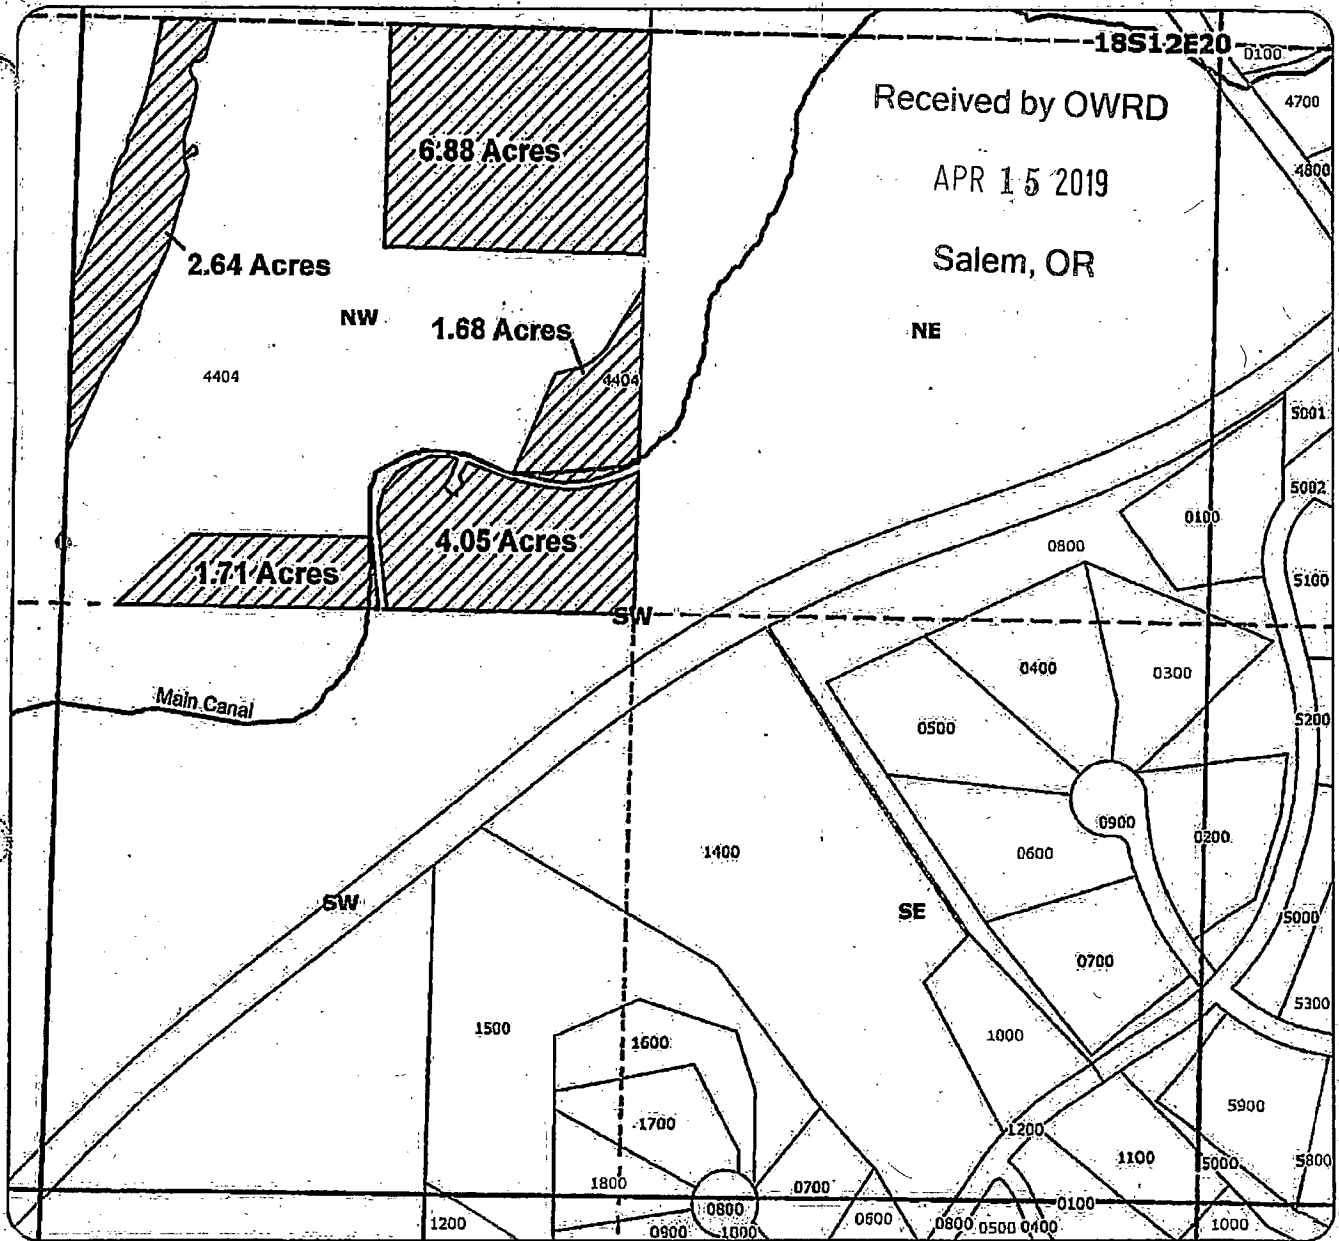 18S12E20
0100
4700
4800
Received by OWRD
APR 15 2019
Salem, OR
6.88 Acres
2.64 Acres
NW
1.68 Acres
NE
4404
4404
5001
5002
0100
0800
5100
4.05 Acres
1.71 Acres
SW
0400
0300
Main Canal
0500
5200
0900
0200
1400
0600
SW
SE
5000
0700
5300
1500
1000
1600
5900
1700
1200
1100
5000
5800
1800
0700
0100
0800
1200
0900
1000
0600
0800
0500
0400
1000